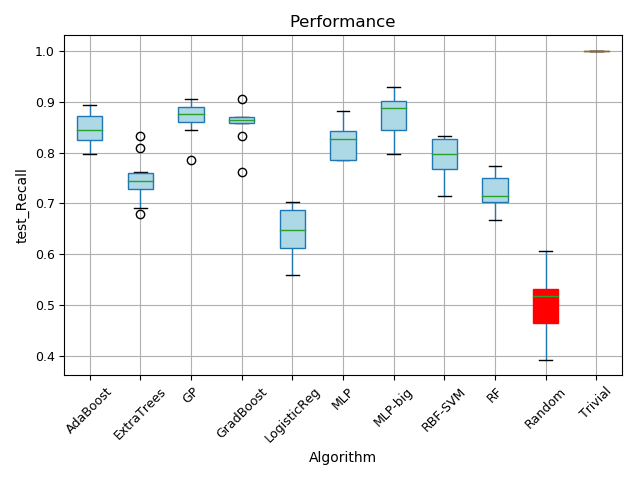 Performance
test_Recall
1.0
0.9
0.8
0.7
0.6
0.5
0.4
AdaBoost
ExtraTrees
GP
GradBoost
LogisticReg
MLP
MLP-big
RBF-SVM
RF
Random
Trivial
Algorithm